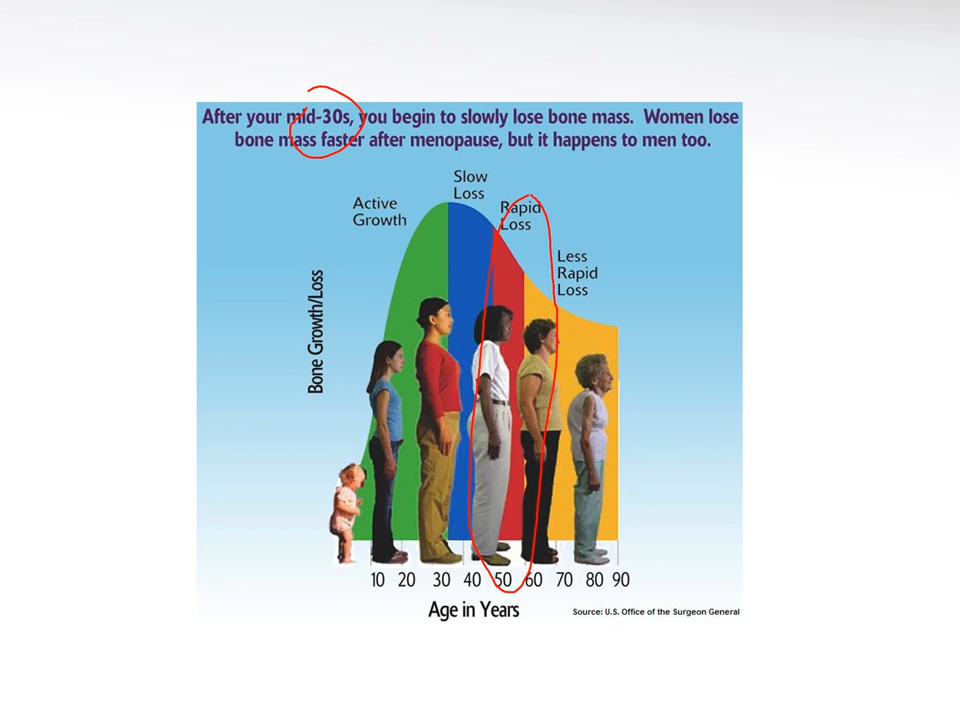 After your mid-30s, you begin to slowly lose bone mass. Women lose
bone mass faster after menopause, but it happens to men too.
Slow
Loss
Active
Growth
Rapid
Loss
Less
Rapid
Loss
Bone Growth/Loss
10 20 30 40 50 60 70 80 90
Age in Years
Source: U.S. Office of the Surgeon General